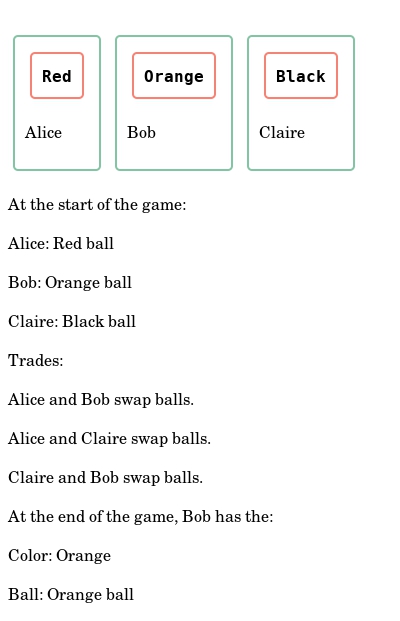 Red Orange Black
Alice Bob Claire
At the start of the game:
Alice: Red ball
Bob: Orange ball
Claire: Black ball
Trades:
Alice and Bob swap balls.
Alice and Claire swap balls.
Claire and Bob swap balls.
At the end of the game, Bob has the:
Color: Orange
Ball: Orange ball